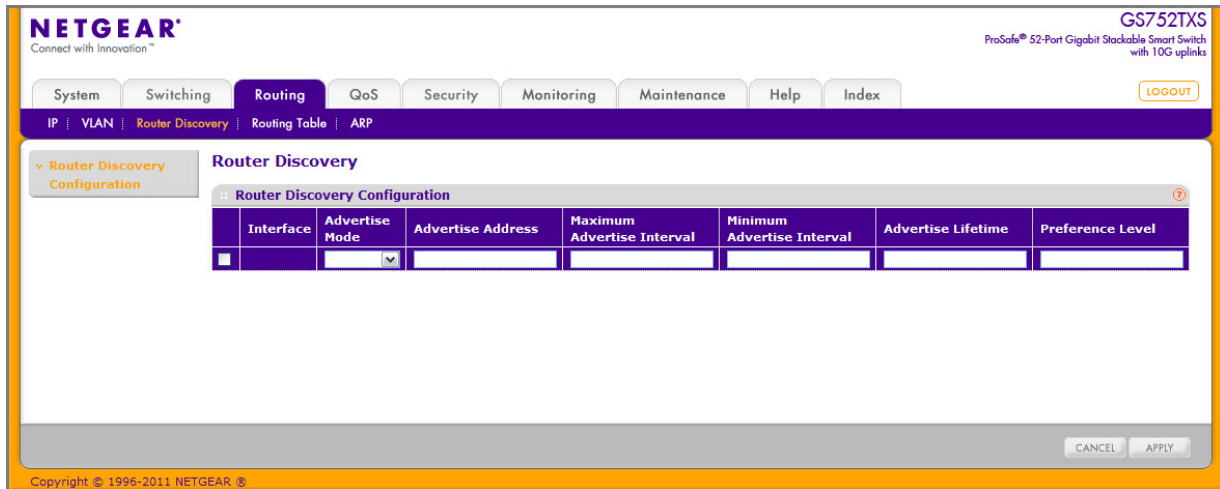 NETGEAR®
Connect with Innovation™
GS752TXS
ProSafe® 52-Port Gigabit Stackable Smart Switch
with 10G uplinks
System Switching Routing QoS Security Monitoring Maintenance Help Index LOGOUT
IP VLAN Router Discovery Routing Table ARP
Router Discovery
Configuration
Router Discovery
Router Discovery Configuration ?
Interface Advertise Mode Advertise Address Maximum Advertise Interval Minimum Advertise Interval Advertise Lifetime Preference Level
CANCEL APPLY
Copyright © 1996-2011 NETGEAR ®